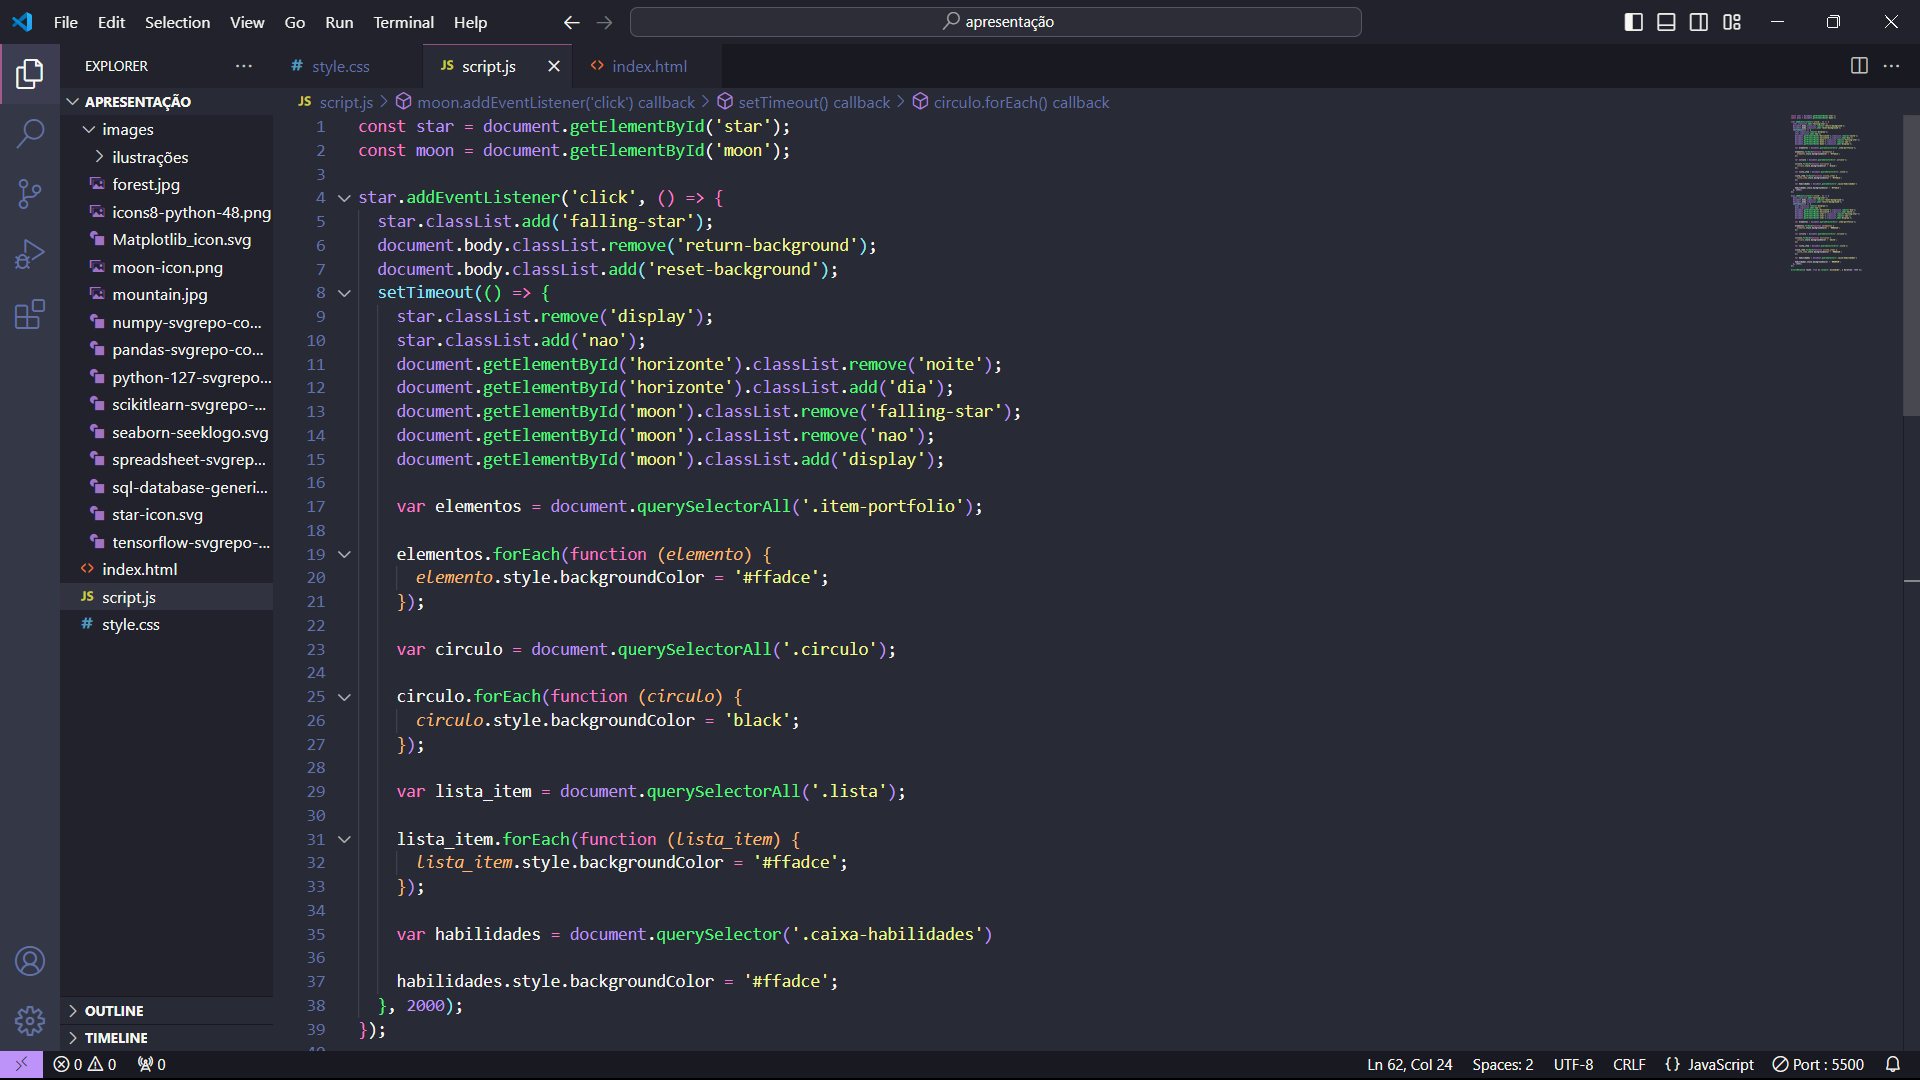 File Edit Selection View Go Run Terminal Help
apresentação
EXPLORER
style.css
script.js
index.html
APRESENTAÇÃO
images
ilustrações
forest.jpg
icons8-python-48.png
Matplotlib_icon.svg
moon-icon.png
mountain.jpg
numpy-svgrepo-co...
pandas-svgrepo-co...
python-127-svgrepo...
scikitlearn-svgrepo-...
seaborn-seeklogo.svg
spreadsheet-svgrep...
sql-database-generi...
star-icon.svg
tensorflow-svgrepo-...
index.html
JS script.js
# style.css
OUTLINE
TIMELINE
JS script.js > moon.addEventListener('click') callback > setTimeout() callback > circulo.forEach() callback
1 const star = document.getElementById('star');
2 const moon = document.getElementById('moon');
3
4 star.addEventListener('click', () => {
5 star.classList.add('falling-star');
6 document.body.classList.remove('return-background');
7 document.body.classList.add('reset-background');
8 setTimeout(() => {
9 star.classList.remove('display');
10 star.classList.add('nao');
11 document.getElementById('horizonte').classList.remove('noite');
12 document.getElementById('horizonte').classList.add('dia');
13 document.getElementById('moon').classList.remove('falling-star');
14 document.getElementById('moon').classList.remove('nao');
15 document.getElementById('moon').classList.add('display');
16
17 var elementos = document.querySelectorAll('.item-portfolio');
18
19 elementos.forEach(function (elemento) {
20 elemento.style.backgroundColor = '#ffadce';
21 });
22
23 var circulo = document.querySelectorAll('.circulo');
24
25 circulo.forEach(function (circulo) {
26 circulo.style.backgroundColor = 'black';
27 });
28
29 var lista_item = document.querySelectorAll('.lista');
30
31 lista_item.forEach(function (lista_item) {
32 lista_item.style.backgroundColor = '#ffadce';
33 });
34
35 var habilidades = document.querySelector('.caixa-habilidades')
36
37 habilidades.style.backgroundColor = '#ffadce';
38 }, 2000);
39 });
0 0 0
Ln 62, Col 24 Spaces: 2 UTF-8 CRLF {} JavaScript Port : 5500